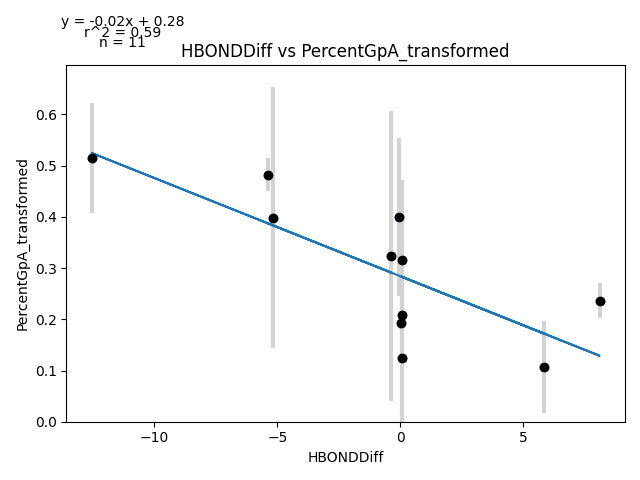 y = -0.02x + 0.28
r^2 = 0.59
n = 11
HBONDDiff vs PercentGpA_transformed
PercentGpA_transformed
0.6
0.5
0.4
0.3
0.2
0.1
0.0
−10
−5
0
5
HBONDDiff